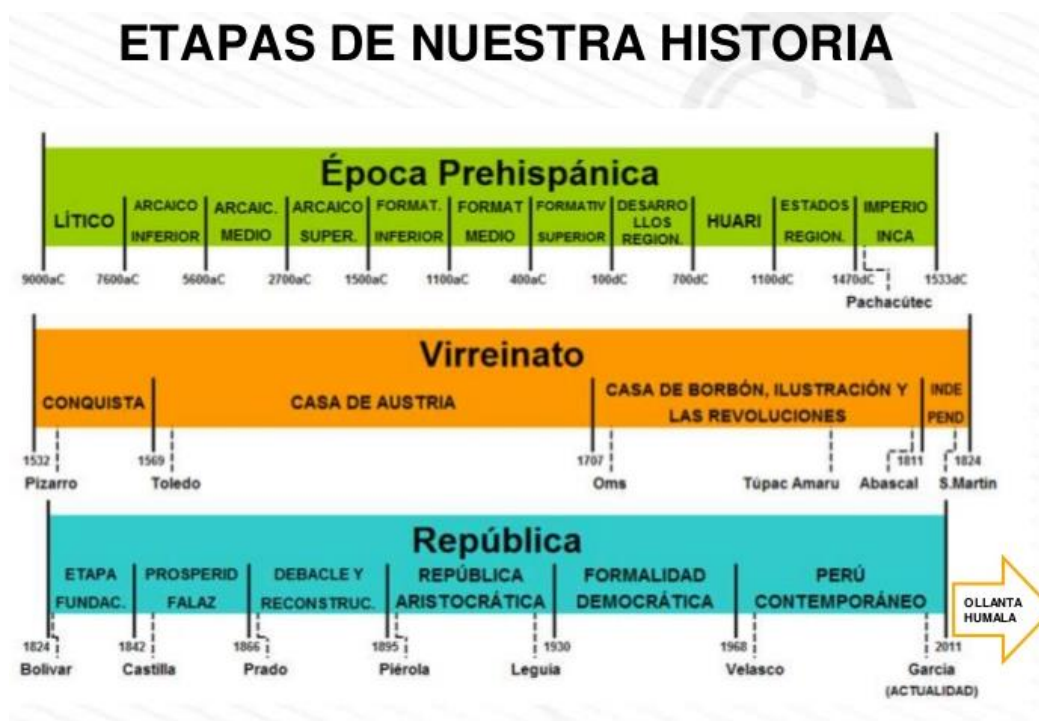 ETAPAS DE NUESTRA HISTORIA
Época Prehispánica
LÍTICO
ARCAICO
INFERIOR
ARCAIC.
MEDIO
ARCAICO
SUPER.
FORMAT.
INFERIOR
FORMAT
MEDIO
FORMATIV
SUPERIOR
DESARRO
LLOS
REGION.
HUARI
ESTADOS
REGION.
IMPERIO
INCA
9000aC 7600aC 5600aC 2700aC 1500aC 1100aC 400aC 100dC 700dC 1100dC 1470dC 1533dC
Pachacútec
Virreinato
CONQUISTA
CASA DE AUSTRIA
CASA DE BORBÓN, ILUSTRACIÓN Y
LAS REVOLUCIONES
INDE
PEND
1532 1569 1707 1811 1824
Pizarro Toledo Oms Túpac Amaru Abascal S.Martin
República
ETAPA
FUNDAC.
PROSPERID
FALAZ
DEBACLE Y
RECONSTRUC.
REPÚBLICA
ARISTOCRÁTICA
FORMALIDAD
DEMOCRÁTICA
PERÚ
CONTEMPORÁNEO
OLLANTA
HUMALA
1824 1842 1866 1895 1930 1968 2011
Bolivar Castilla Prado Piérola Leguia Velasco Garcia
(ACTUALIDAD)